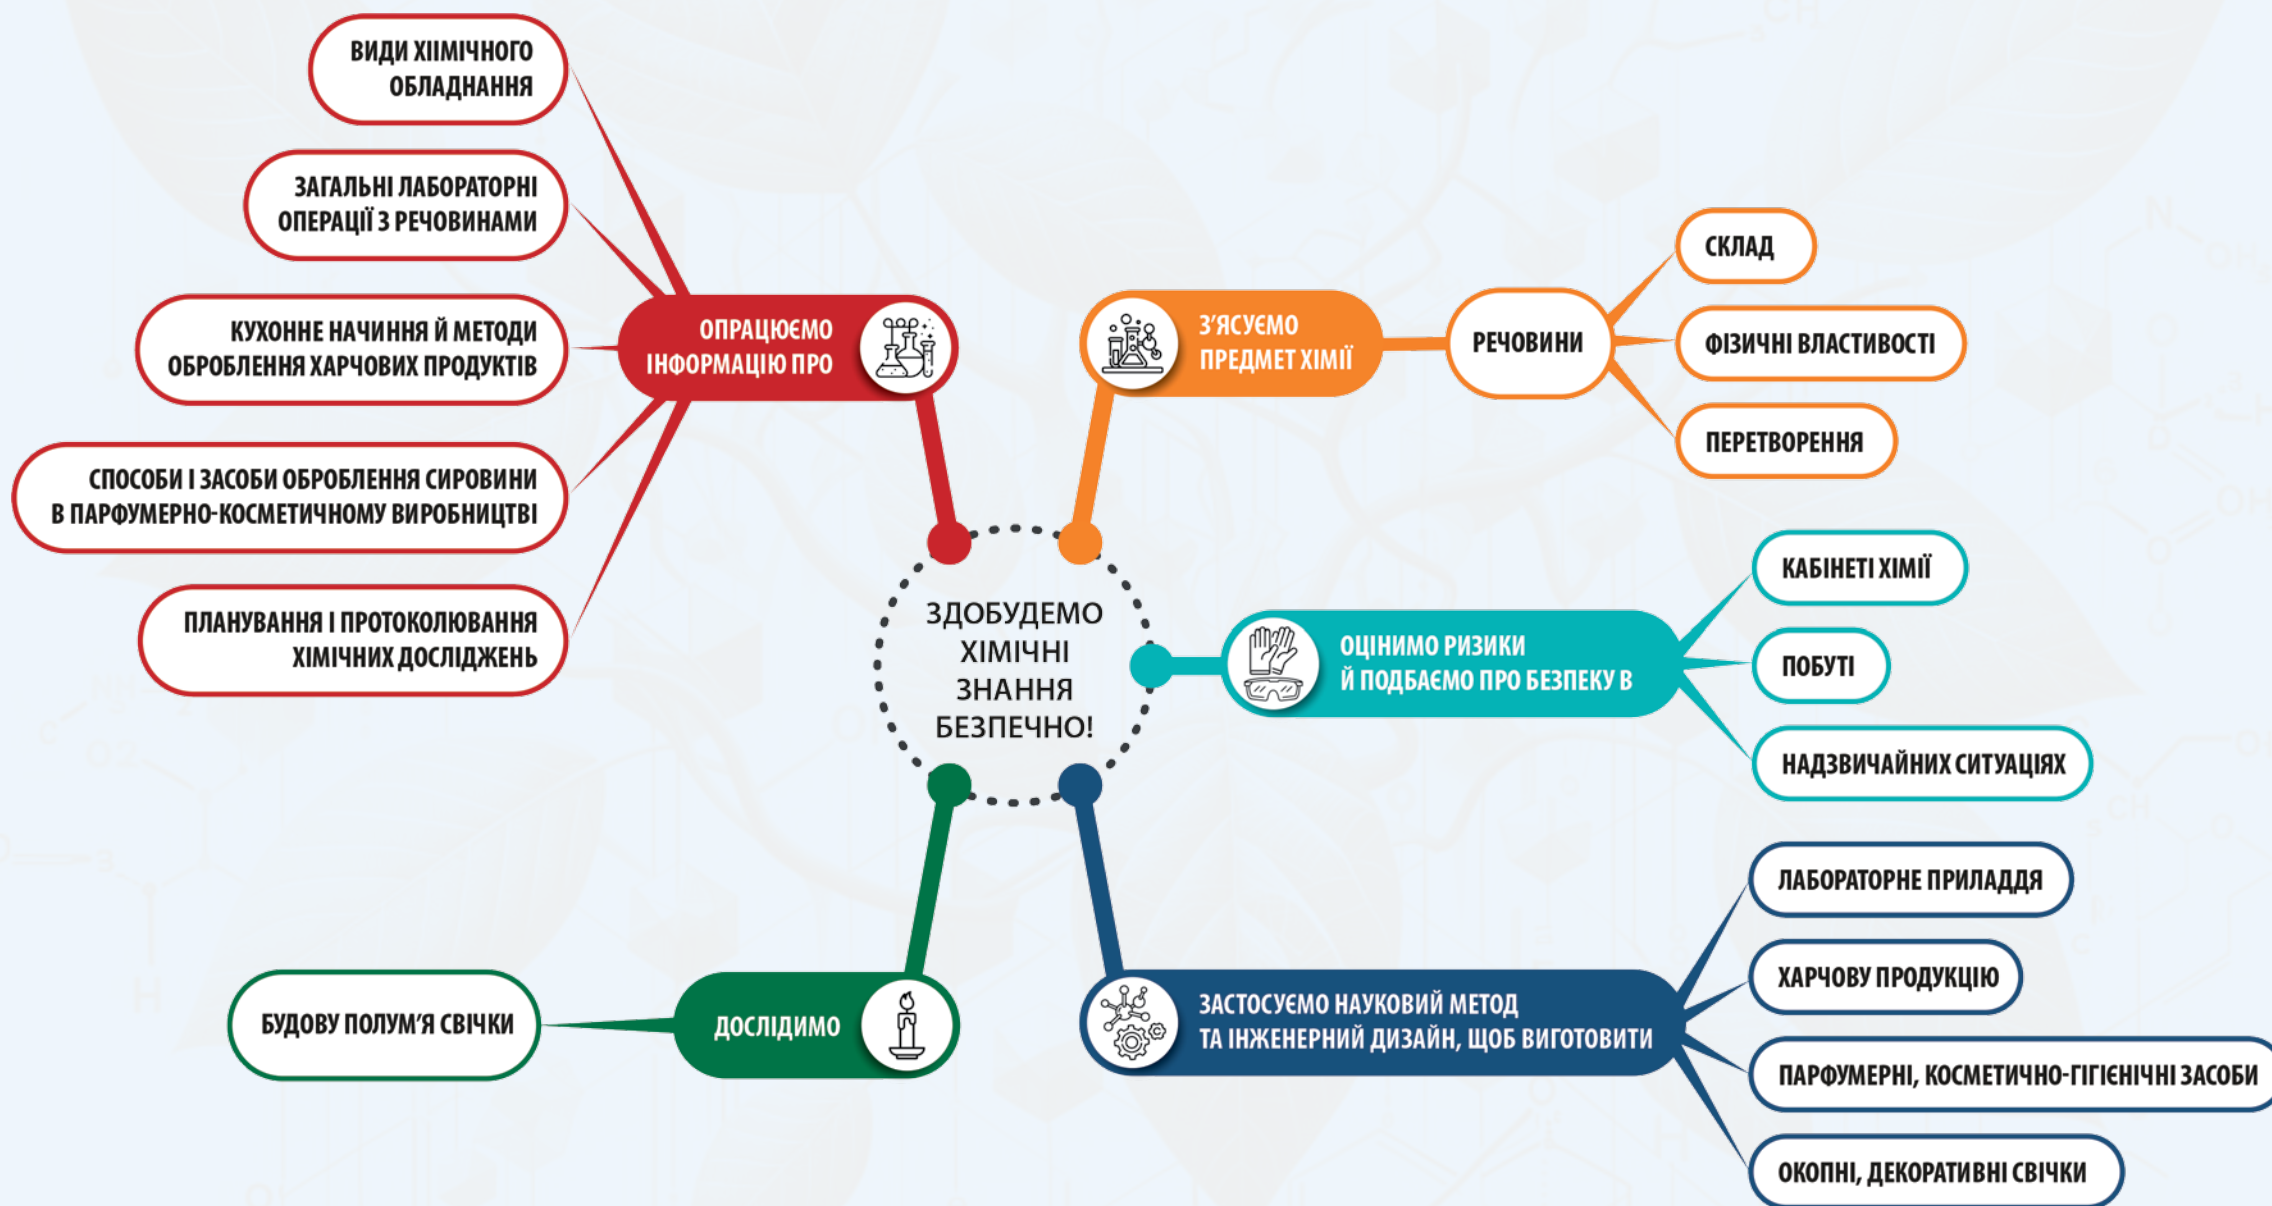 ВИДИ ХІІМІЧНОГО
ОБЛАДНАННЯ
ЗАГАЛЬНІ ЛАБОРАТОРНІ
ОПЕРАЦІЇ З РЕЧОВИНАМИ
КУХОННЕ НАЧИННЯ Й МЕТОДИ
ОБРОБЛЕННЯ ХАРЧОВИХ ПРОДУКТІВ
СПОСОБИ І ЗАСОБИ ОБРОБЛЕННЯ СИРОВИНИ
В ПАРФУМЕРНО-КОСМЕТИЧНОМУ ВИРОБНИЦТВІ
ПЛАНУВАННЯ І ПРОТОКОЛЮВАННЯ
ХІМІЧНИХ ДОСЛІДЖЕНЬ
ОПРАЦЮЄМО
ІНФОРМАЦІЮ ПРО
З'ЯСУЄМО
ПРЕДМЕТ ХІМІЇ
РЕЧОВИНИ
СКЛАД
ФІЗИЧНІ ВЛАСТИВОСТІ
ПЕРЕТВОРЕННЯ
ЗДОБУДЕМО
ХІМІЧНІ
ЗНАННЯ
БЕЗПЕЧНО!
ОЦІНИМО РИЗИКИ
Й ПОДБАЄМО ПРО БЕЗПЕКУ В
КАБІНЕТІ ХІМІЇ
ПОБУТІ
НАДЗВИЧАЙНИХ СИТУАЦІЯХ
БУДОВУ ПОЛУМ'Я СВІЧКИ
ДОСЛІДИМО
ЗАСТОСУЄМО НАУКОВИЙ МЕТОД
ТА ІНЖЕНЕРНИЙ ДИЗАЙН, ЩОБ ВИГОТОВИТИ
ЛАБОРАТОРНЕ ПРИЛАДДЯ
ХАРЧОВУ ПРОДУКЦІЮ
ПАРФУМЕРНІ, КОСМЕТИЧНО-ГІГІЄНІЧНІ ЗАСОБИ
ОКОПНІ, ДЕКОРАТИВНІ СВІЧКИ